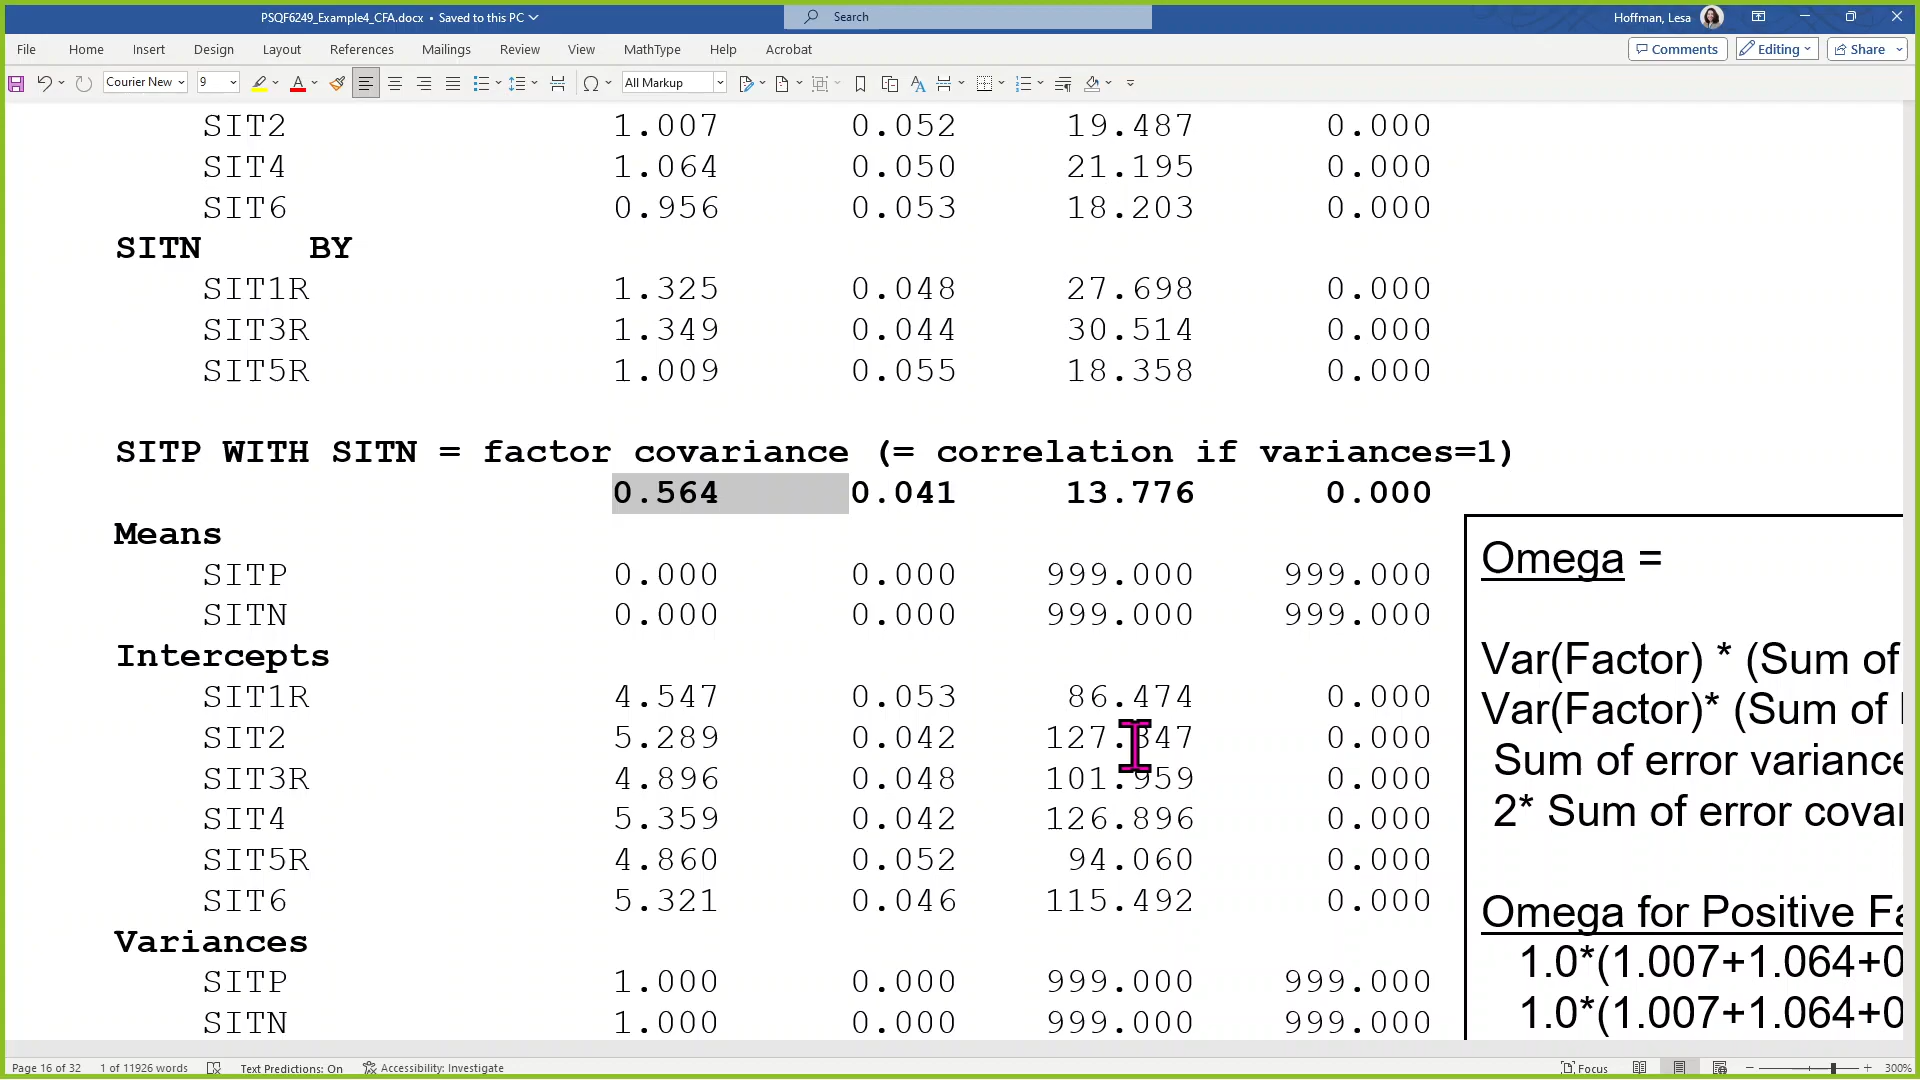 PSQF6249_Example4_CFA.docx • Saved to this PC
Search
Hoffman, Lesa
File Home Insert Design Layout References Mailings Review View MathType Help Acrobat
Comments Editing Share
Courier New 9 All Markup
SIT2 1.007 0.052 19.487 0.000
SIT4 1.064 0.050 21.195 0.000
SIT6 0.956 0.053 18.203 0.000
SITN BY
SIT1R 1.325 0.048 27.698 0.000
SIT3R 1.349 0.044 30.514 0.000
SIT5R 1.009 0.055 18.358 0.000
SITP WITH SITN = factor covariance (= correlation if variances=1)
0.564 0.041 13.776 0.000
Means
SITP 0.000 0.000 999.000 999.000
SITN 0.000 0.000 999.000 999.000
Intercepts
SIT1R 4.547 0.053 86.474 0.000
SIT2 5.289 0.042 127. 47 0.000
SIT3R 4.896 0.048 101.959 0.000
SIT4 5.359 0.042 126.896 0.000
SIT5R 4.860 0.052 94.060 0.000
SIT6 5.321 0.046 115.492 0.000
Variances
SITP 1.000 0.000 999.000 999.000
SITN 1.000 0.000 999.000 999.000
Omega =
Var(Factor) * (Sum of
Var(Factor)* (Sum of
Sum of error variance
2* Sum of error covar
Omega for Positive Fa
1.0*(1.007+1.064+0
1.0*(1.007+1.064+0
Page 16 of 32 1 of 11926 words Text Predictions: On Accessibility: Investigate Focus 300%